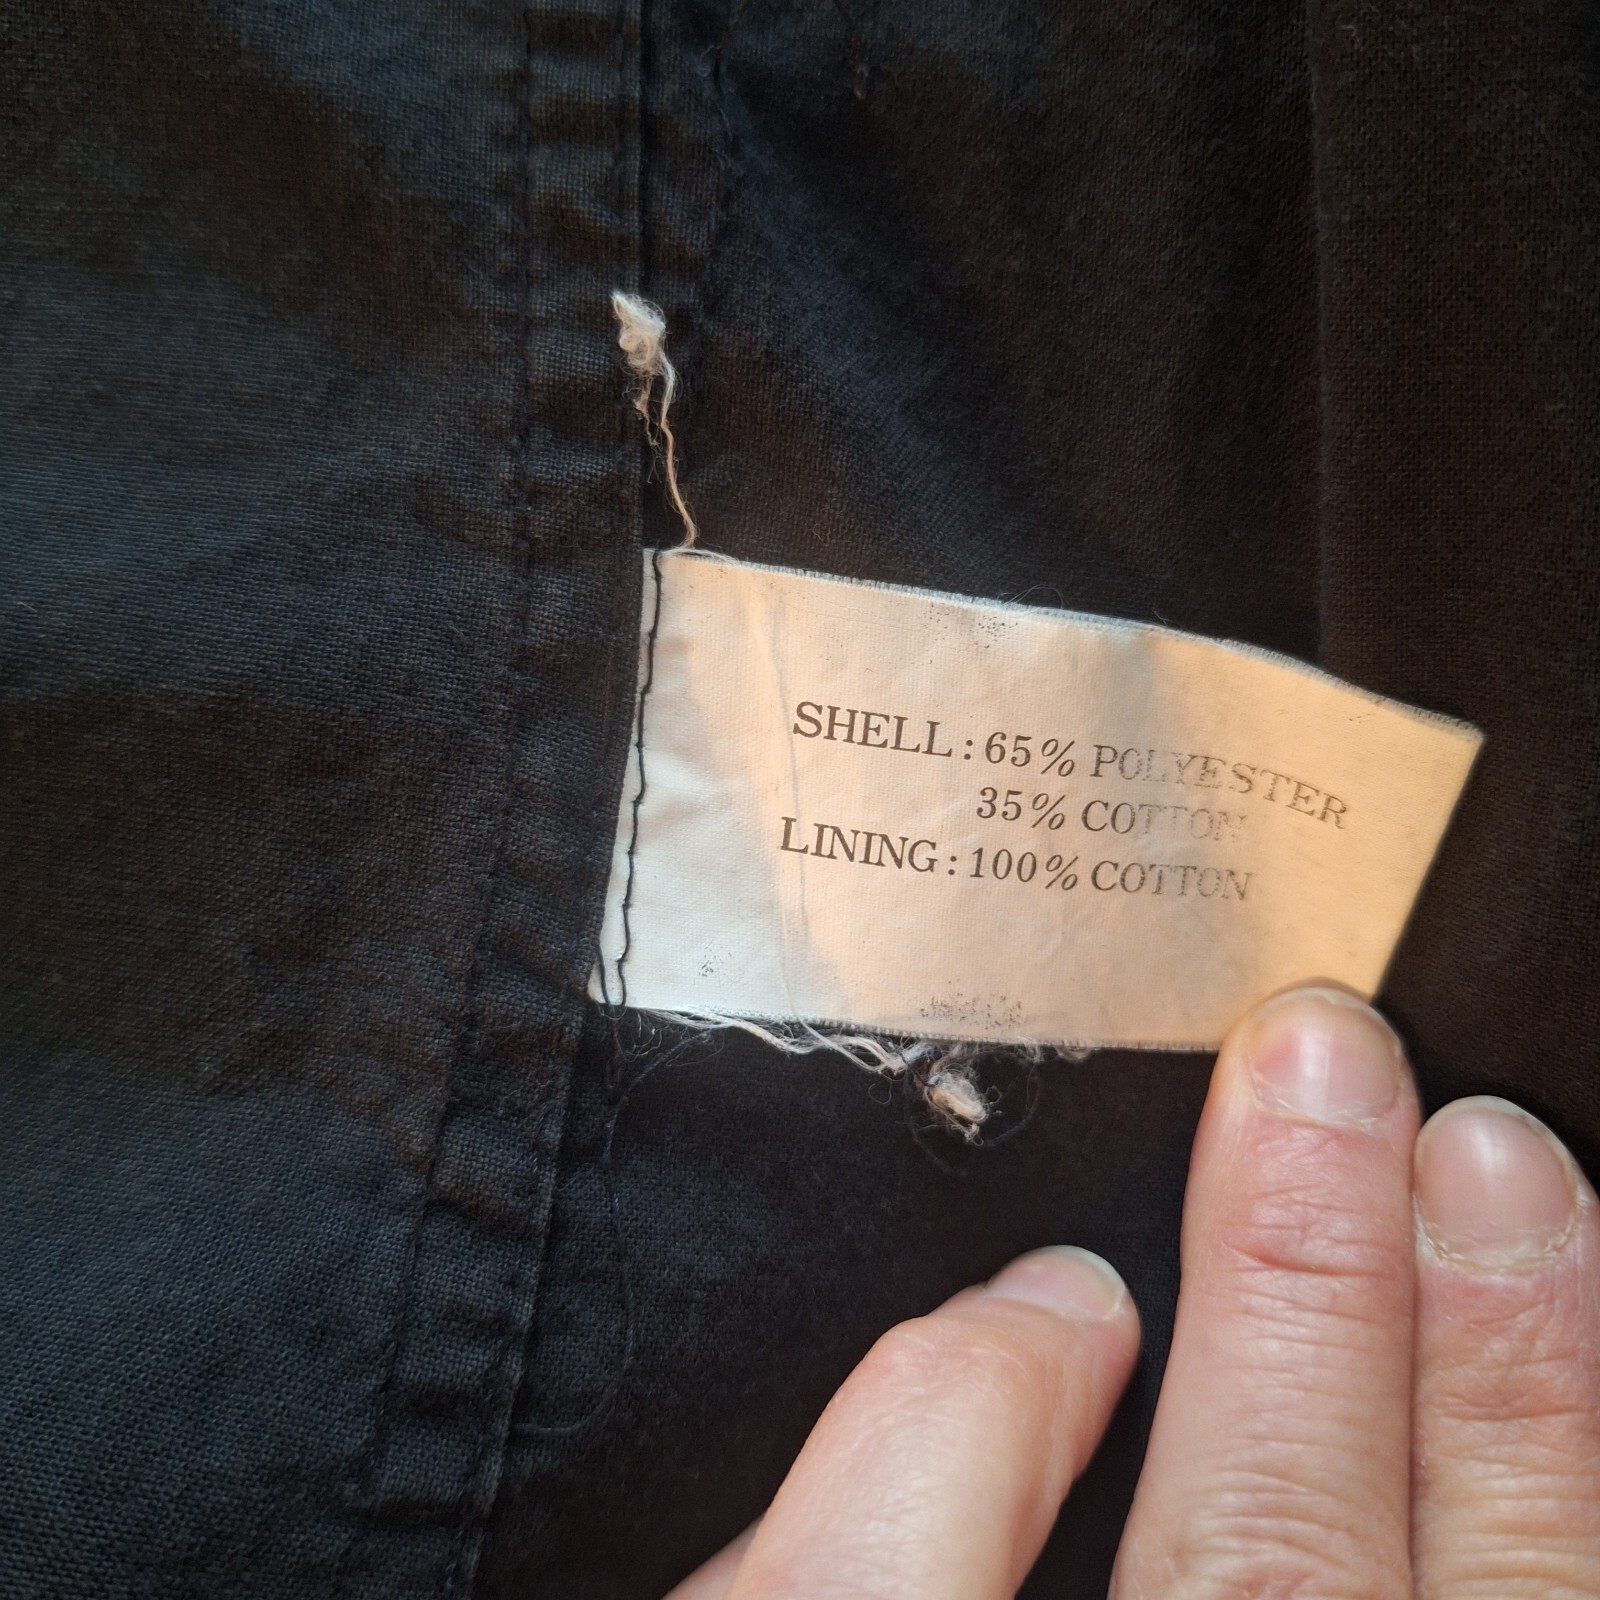 SHELL: 65% POLYESTER
35% COTTON
LINING: 100% COTTON